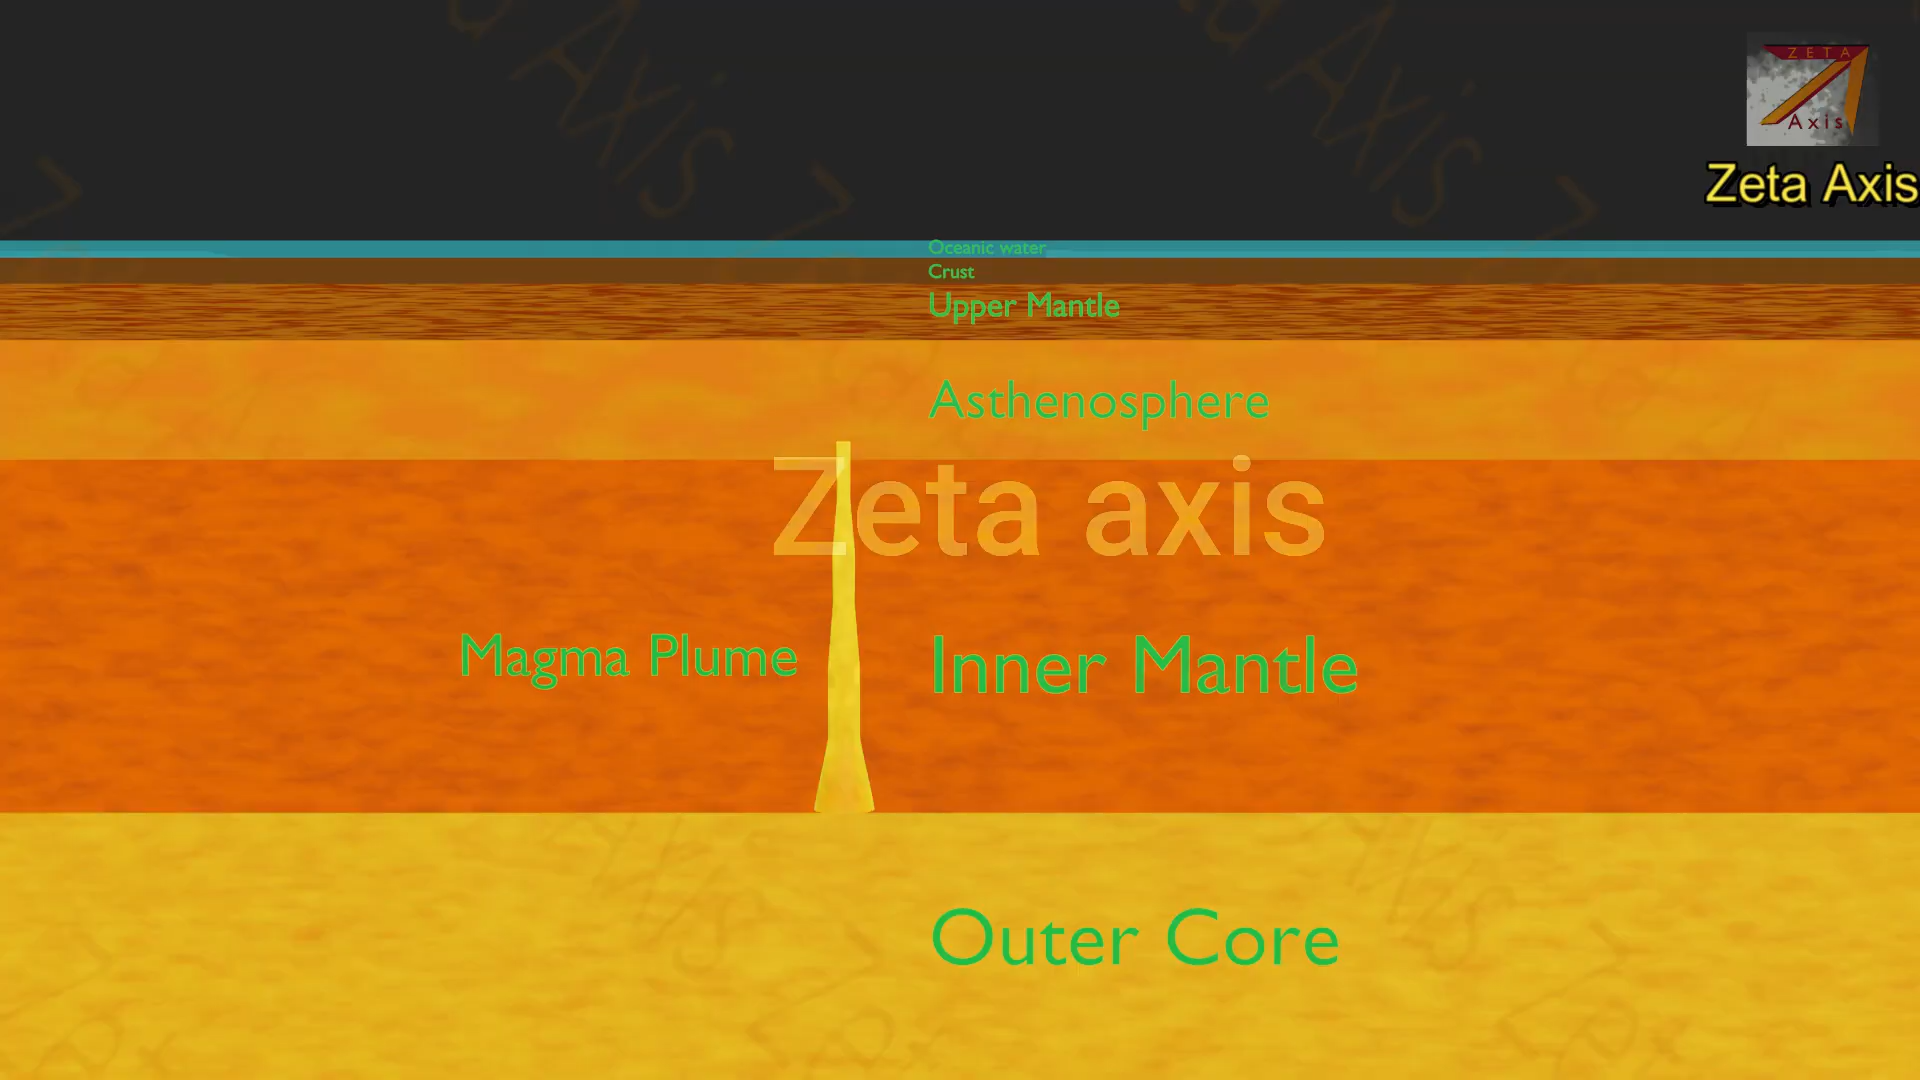 ZETA
Axis
Zeta Axis
Oceanic water
Crust
Upper Mantle
Asthenosphere
Zeta axis
Magma Plume
Inner Mantle
Outer Core